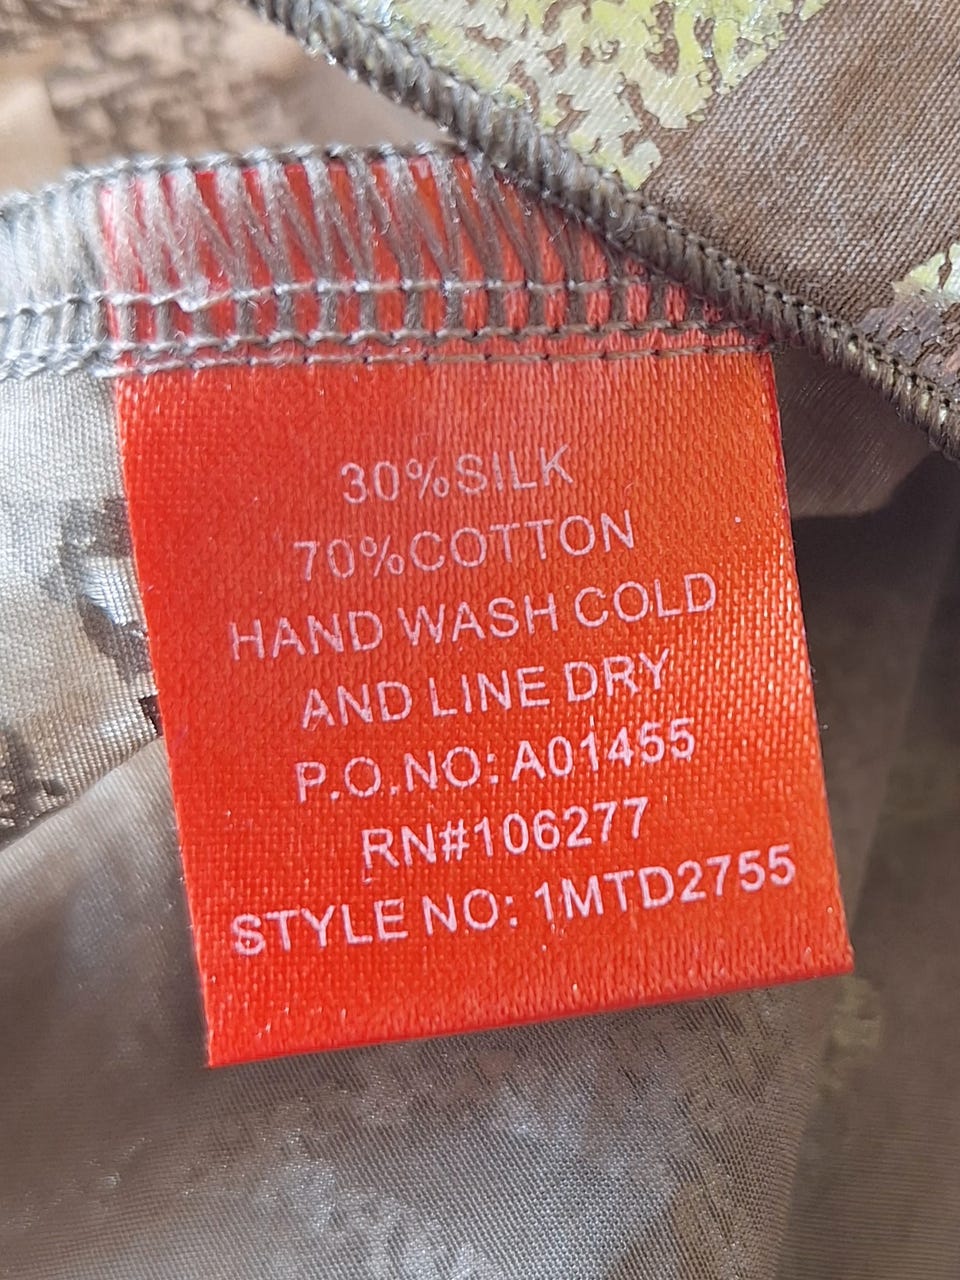 30%SILK
70%COTTON
HAND WASH COLD
AND LINE DRY
P.O.NO: A01455
RN#106277
STYLE NO: 1MTD2755